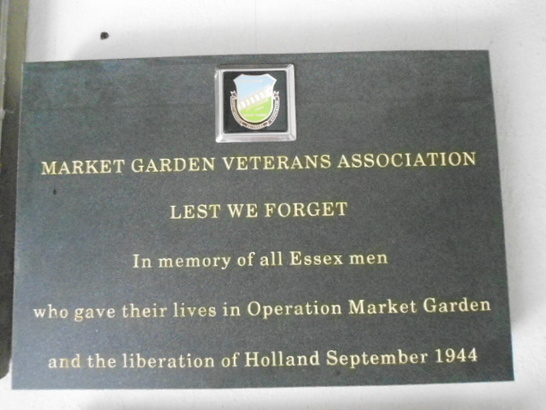 MARKET GARDEN VETERANS ASSOCIATION
LEST WE FORGET
In memory of all Essex men
who gave their lives in Operation Market Garden
and the liberation of Holland September 1944